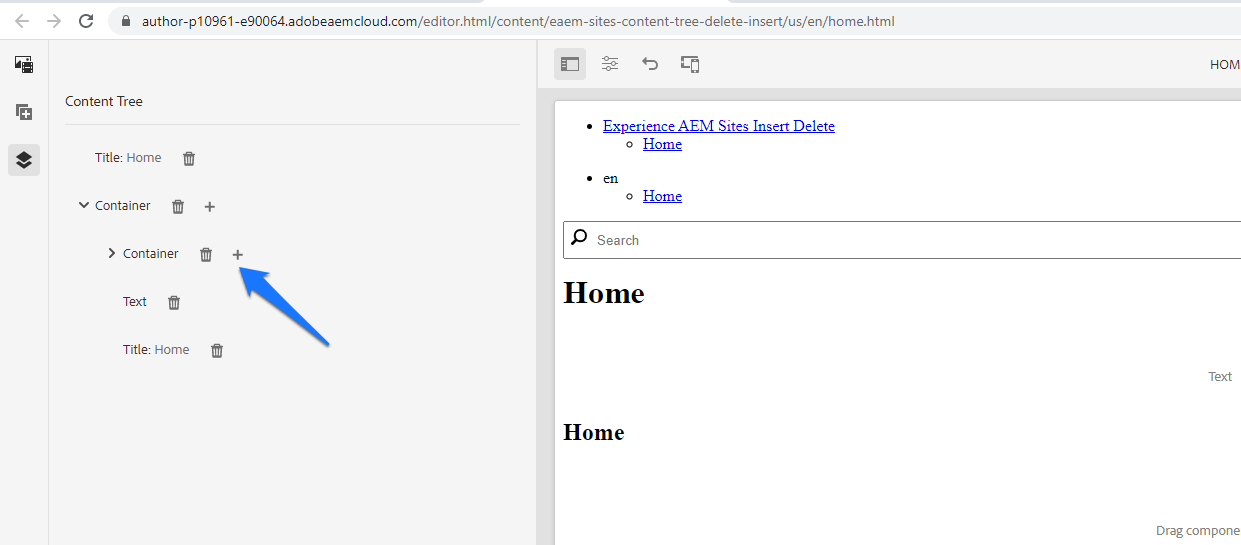 author-p10961-e90064.adobeaemcloud.com/editor.html/content/eaem-sites-content-tree-delete-insert/us/en/home.html
HOM
Content Tree
Title: Home
Container
Container
Text
Title: Home
Experience AEM Sites Insert Delete
Home
en
Home
Search
Home
Text
Home
Drag compone